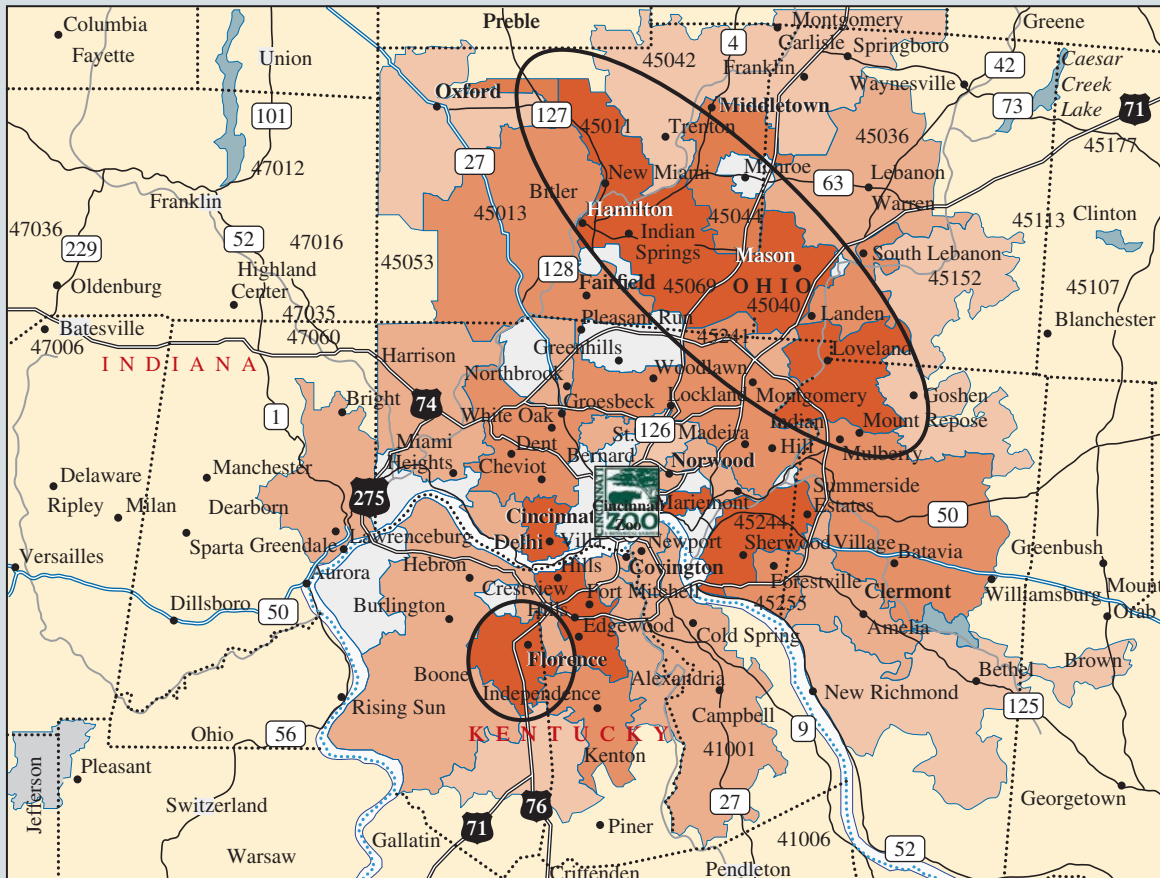 Preble
Montgomery
Greene
Columbia
Carlisle
Springboro
4
Fayette
Union
45042
Franklin
42
Caesar
Creek
Lake
Waynesville
Oxford
Middletown
73
71
101
127
45011
Trenton
45036
45177
27
47012
New Miami
Monroe
63
Lebanon
Butler
Franklin
Warren
45013
Hamilton
45044
45113
Clinton
47036
229
52
47016
Indian
Springs
Mason
South Lebanon
45053
Highland
Center
128
Fairfield
45069
OHIO
45152
Oldenburg
45040
45107
47035
Landen
Batesville
47060
Pleasant Run
Blanchester
47006
45241
INDIANA
Harrison
Greenhills
Loveland
Northbrook
Woodlawn
Bright
74
Groesbeck
Lockland
Montgomery
Goshen
1
White Oak
126
Indian
Hill
Mount Repose
Miami
Heights
Dent
St.
Bernard
Madeira
Mulberry
Delaware
Manchester
Cheviot
Norwood
Summerside
Estates
Ripley
Milan
Dearborn
275
CINCINNATI
ZOO
Cincinnati
Zoo
Mariemont
50
Cincinnati
45244
Sparta
Greendale
Lawrenceburg
Delhi
Villa
Hills
Newport
Sherwood Village
Batavia
Greenbush
Versailles
Aurora
Hebron
Covington
Forestville
Crestview
Hills
Fort Mitchell
Clermont
Williamsburg
Mount
Orab
Dillsboro
50
Burlington
45255
Edgewood
Cold Spring
Amelia
Florence
Boone
Independence
Alexandria
Bethel
Brown
Rising Sun
New Richmond
125
Campbell
Ohio
56
KENTUCKY
9
41001
Kenton
Pleasant
Jefferson
Switzerland
76
27
Georgetown
71
Piner
41006
Gallatin
52
Warsaw
Crittenden
Pendleton